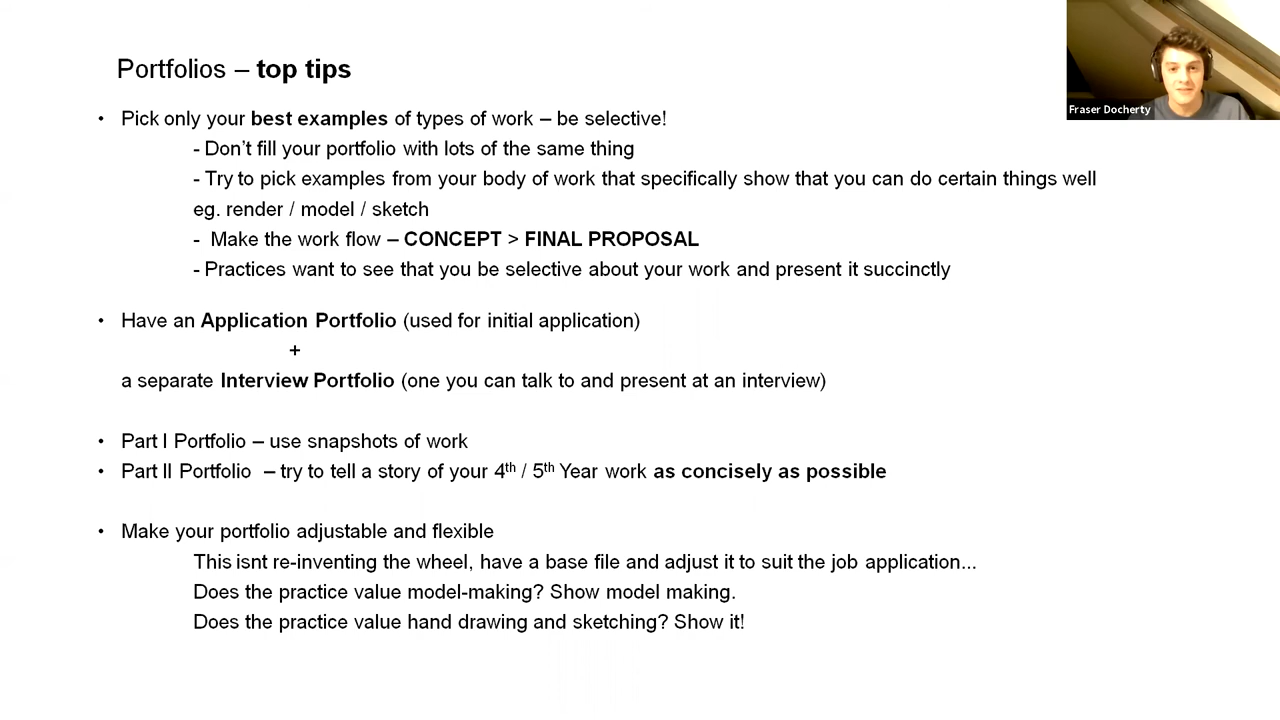 Portfolios – top tips
Fraser Docherty
• Pick only your best examples of types of work – be selective!
- Don't fill your portfolio with lots of the same thing
- Try to pick examples from your body of work that specifically show that you can do certain things well
eg. render / model / sketch
- Make the work flow – CONCEPT > FINAL PROPOSAL
- Practices want to see that you be selective about your work and present it succinctly
• Have an Application Portfolio (used for initial application)
+
a separate Interview Portfolio (one you can talk to and present at an interview)
• Part I Portfolio – use snapshots of work
• Part II Portfolio – try to tell a story of your 4th / 5th Year work as concisely as possible
• Make your portfolio adjustable and flexible
This isnt re-inventing the wheel, have a base file and adjust it to suit the job application...
Does the practice value model-making? Show model making.
Does the practice value hand drawing and sketching? Show it!